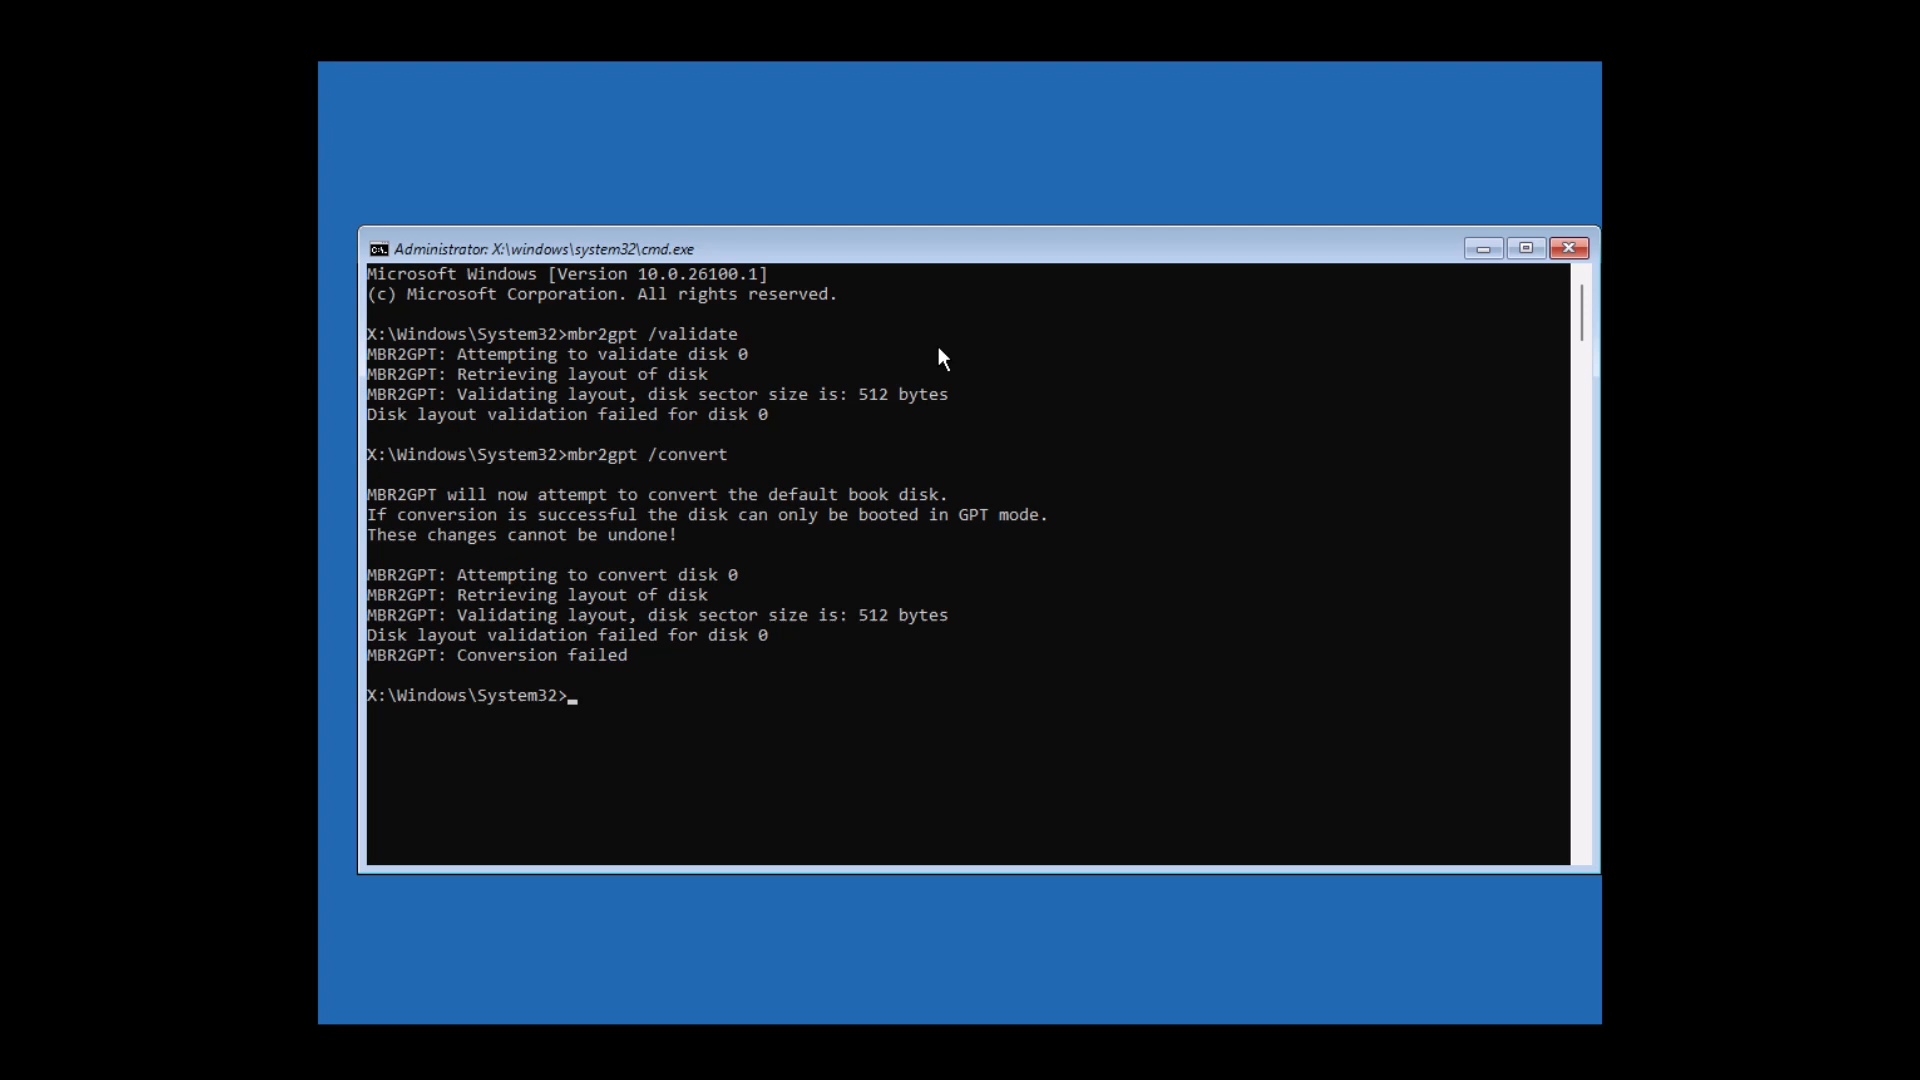 Administrator: X:\windows\system32\cmd.exe
Microsoft Windows [Version 10.0.26100.1]
(c) Microsoft Corporation. All rights reserved.
X:\Windows\System32>mbr2gpt /validate
MBR2GPT: Attempting to validate disk 0
MBR2GPT: Retrieving layout of disk
MBR2GPT: Validating layout, disk sector size is: 512 bytes
Disk layout validation failed for disk 0
X:\Windows\System32>mbr2gpt /convert
MBR2GPT will now attempt to convert the default book disk.
If conversion is successful the disk can only be booted in GPT mode.
These changes cannot be undone!
MBR2GPT: Attempting to convert disk 0
MBR2GPT: Retrieving layout of disk
MBR2GPT: Validating layout, disk sector size is: 512 bytes
Disk layout validation failed for disk 0
MBR2GPT: Conversion failed
X:\Windows\System32>